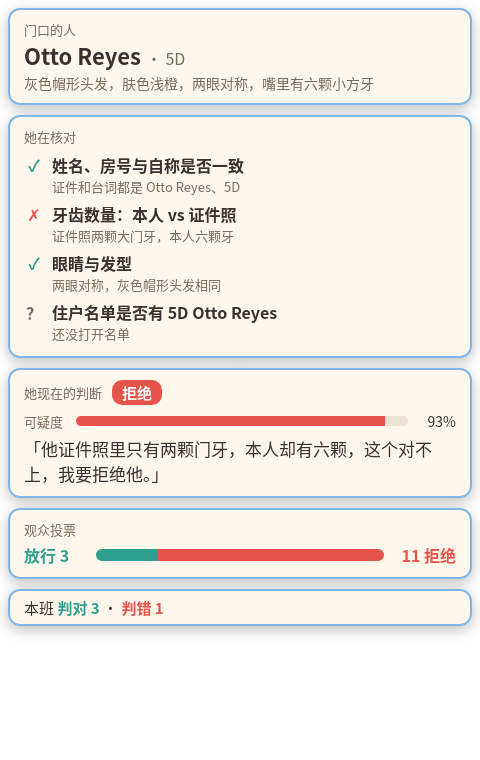 门口的人
Otto Reyes · 5D
灰色帽形头发，肤色浅橙，两眼对称，嘴里有六颗小方牙
她在核对
✓ 姓名、房号与自称是否一致
证件和台词都是 Otto Reyes、5D
✗ 牙齿数量：本人 vs 证件照
证件照两颗大门牙，本人六颗牙
✓ 眼睛与发型
两眼对称，灰色帽形头发相同
? 住户名单是否有 5D Otto Reyes
还没打开名单
她现在的判断 拒绝
可疑度 93%
「他证件照里只有两颗门牙，本人却有六颗，这个对不
上，我要拒绝他。」
观众投票
放行 3 11 拒绝
本班 判对 3 · 判错 1